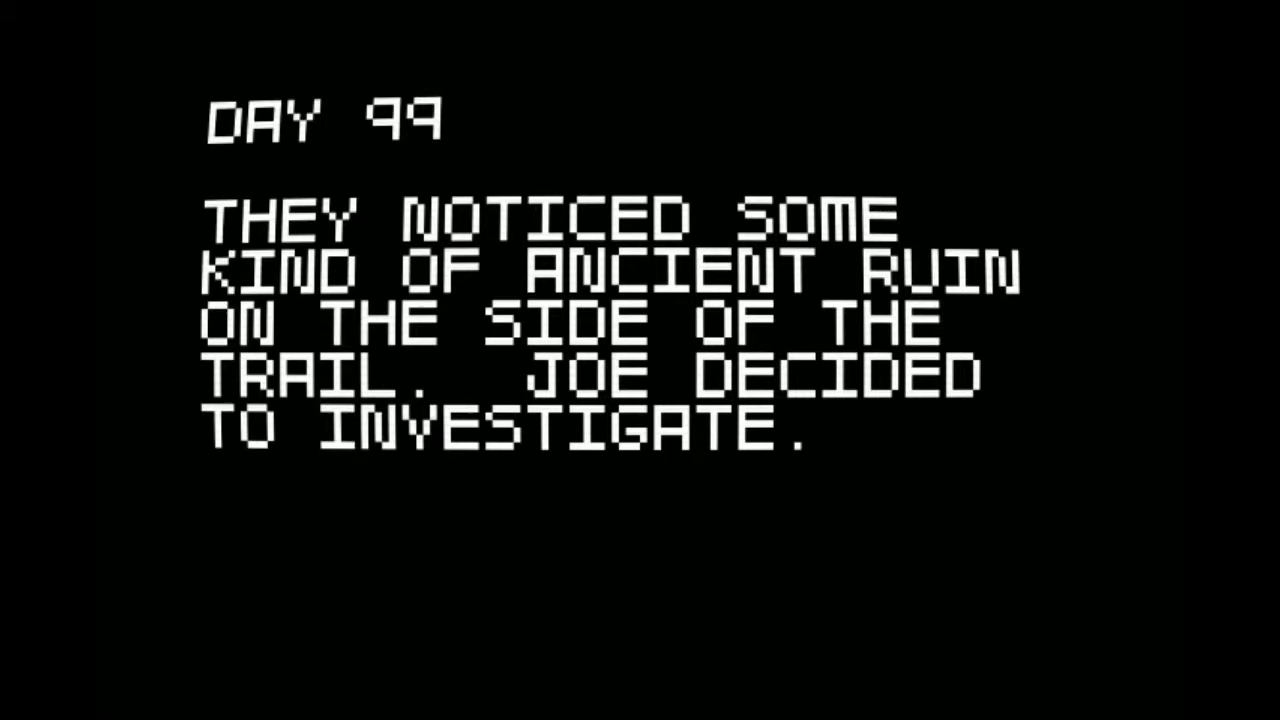 DAY 99
THEY NOTICED SOME
KIND OF ANCIENT RUIN
ON THE SIDE OF THE
TRAIL.  JOE DECIDED
TO INVESTIGATE.